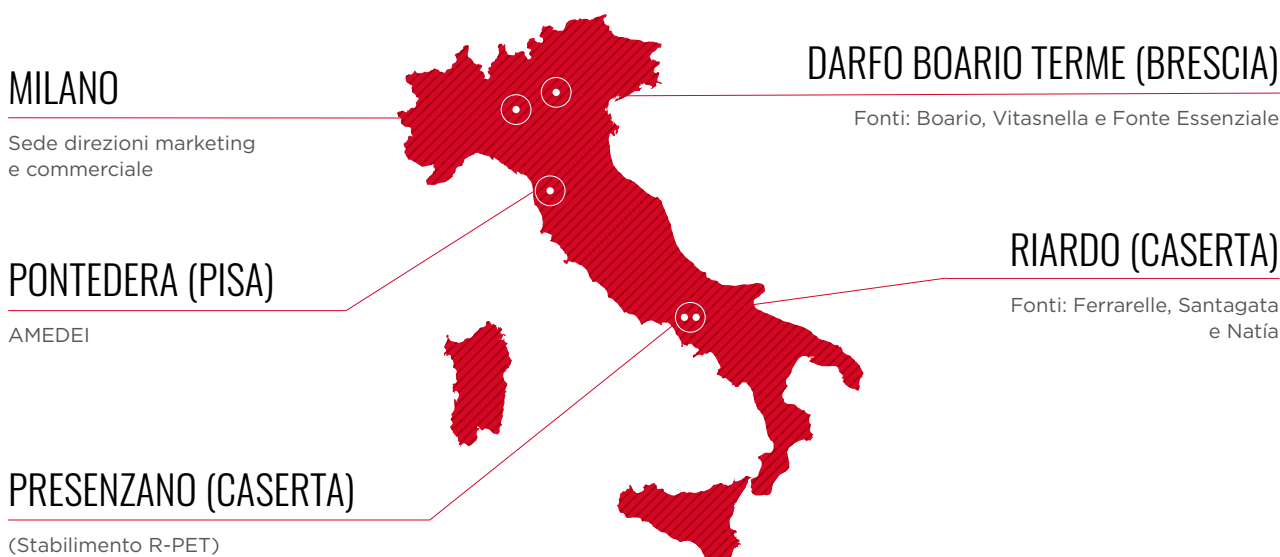 MILANO
Sede direzioni marketing
e commerciale
DARFO BOARIO TERME (BRESCIA)
Fonti: Boario, Vitasnella e Fonte Essenziale
PONTEDERA (PISA)
AMEDEI
RIARDO (CASERTA)
Fonti: Ferrarelle, Santagata
e Natía
PRESENZANO (CASERTA)
(Stabilimento R-PET)